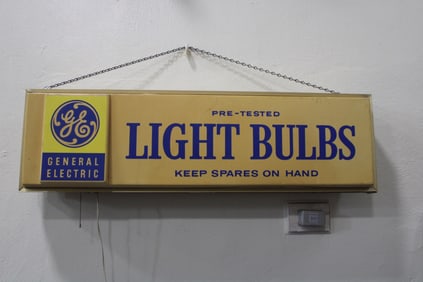 GE
GENERAL
ELECTRIC
PRE-TESTED
LIGHT BULBS
KEEP SPARES ON HAND